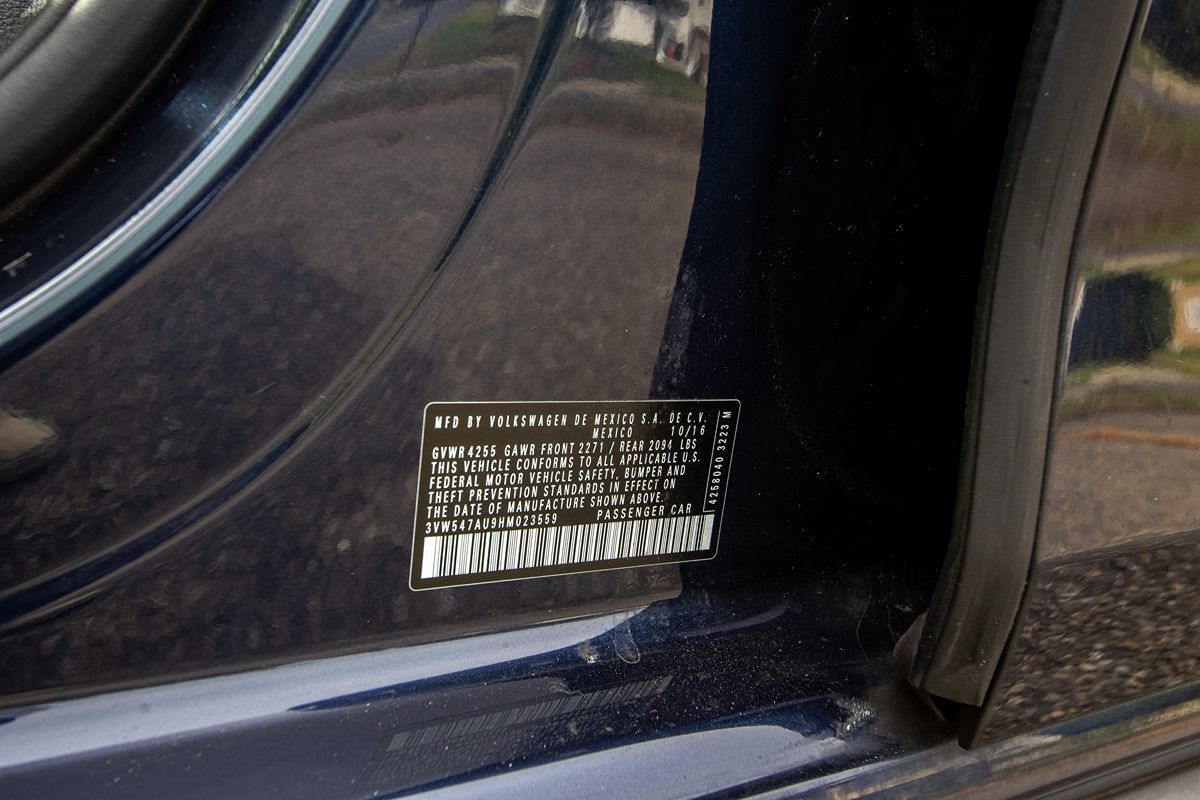 MFD BY VOLKSWAGEN DE MEXICO S.A. DE C.V.
MEXICO 10/16
GVWR 4255 GAWR FRONT 2271 / REAR 2094 LBS
THIS VEHICLE CONFORMS TO ALL APPLICABLE U.S.
FEDERAL MOTOR VEHICLE SAFETY, BUMPER AND
THEFT PREVENTION STANDARDS IN EFFECT ON
THE DATE OF MANUFACTURE SHOWN ABOVE.
3VW547AU9HM023559 PASSENGER CAR
4258040 3223 M